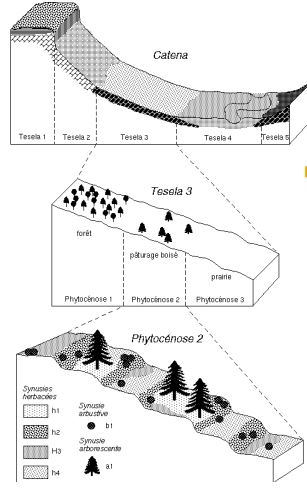 Catena
Tesela 1
Tesela 2
Tesela 3
Tesela 4
Tesela 5
Tesela 3
forêt
pâturage boisé
prairie
Phytocénose 1
Phytocénose 2
Phytocénose 3
Phytocénose 2
Synusies
herbacées
h1
h2
H3
h4
Synusie
arbustive
b1
Synusie
arborescente
a1